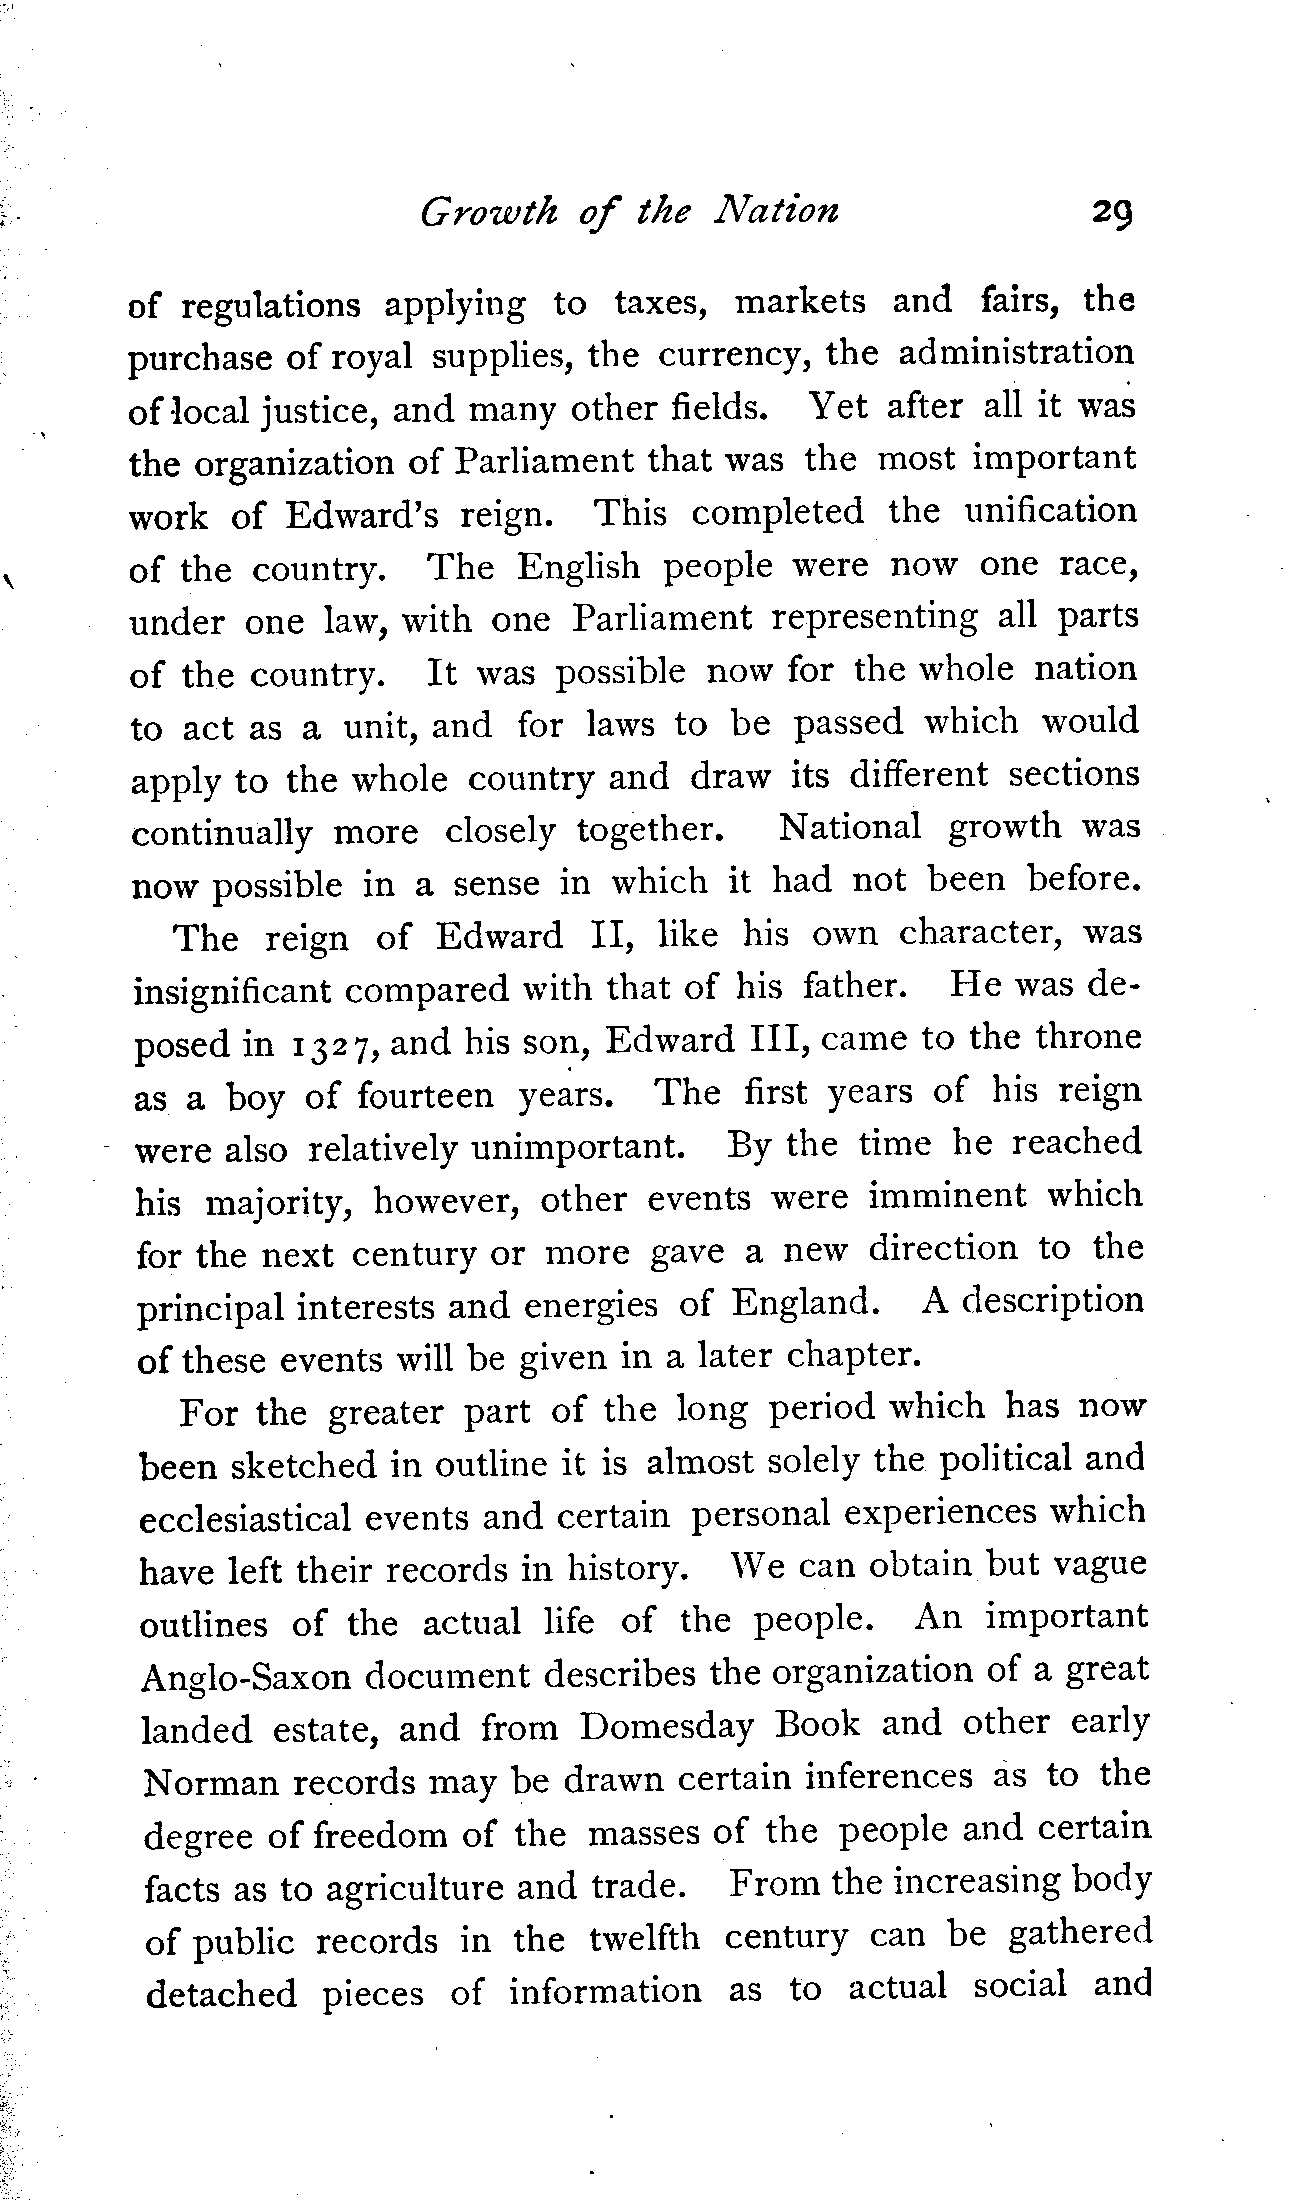 Growth of the Nation 29
of regulations applying to taxes, markets and fairs, the
purchase of royal supplies, the currency, the administration
of local justice, and many other fields. Yet after all it was
the organization of Parliament that was the most important
work of Edward's reign. This completed the unification
of the country. The English people were now one race,
under one law, with one Parliament representing all parts
of the country. It was possible now for the whole nation
to act as a unit, and for laws to be passed which would
apply to the whole country and draw its different sections
continually more closely together. National growth was
now possible in a sense in which it had not been before.
The reign of Edward II, like his own character, was
insignificant compared with that of his father. He was de-
posed in 1327, and his son, Edward III, came to the throne
as a boy of fourteen years. The first years of his reign
were also relatively unimportant. By the time he reached
his majority, however, other events were imminent which
for the next century or more gave a new direction to the
principal interests and energies of England. A description
of these events will be given in a later chapter.
For the greater part of the long period which has now
been sketched in outline it is almost solely the political and
ecclesiastical events and certain personal experiences which
have left their records in history. We can obtain but vague
outlines of the actual life of the people. An important
Anglo-Saxon document describes the organization of a great
landed estate, and from Domesday Book and other early
Norman records may be drawn certain inferences as to the
degree of freedom of the masses of the people and certain
facts as to agriculture and trade. From the increasing body
of public records in the twelfth century can be gathered
detached pieces of information as to actual social and